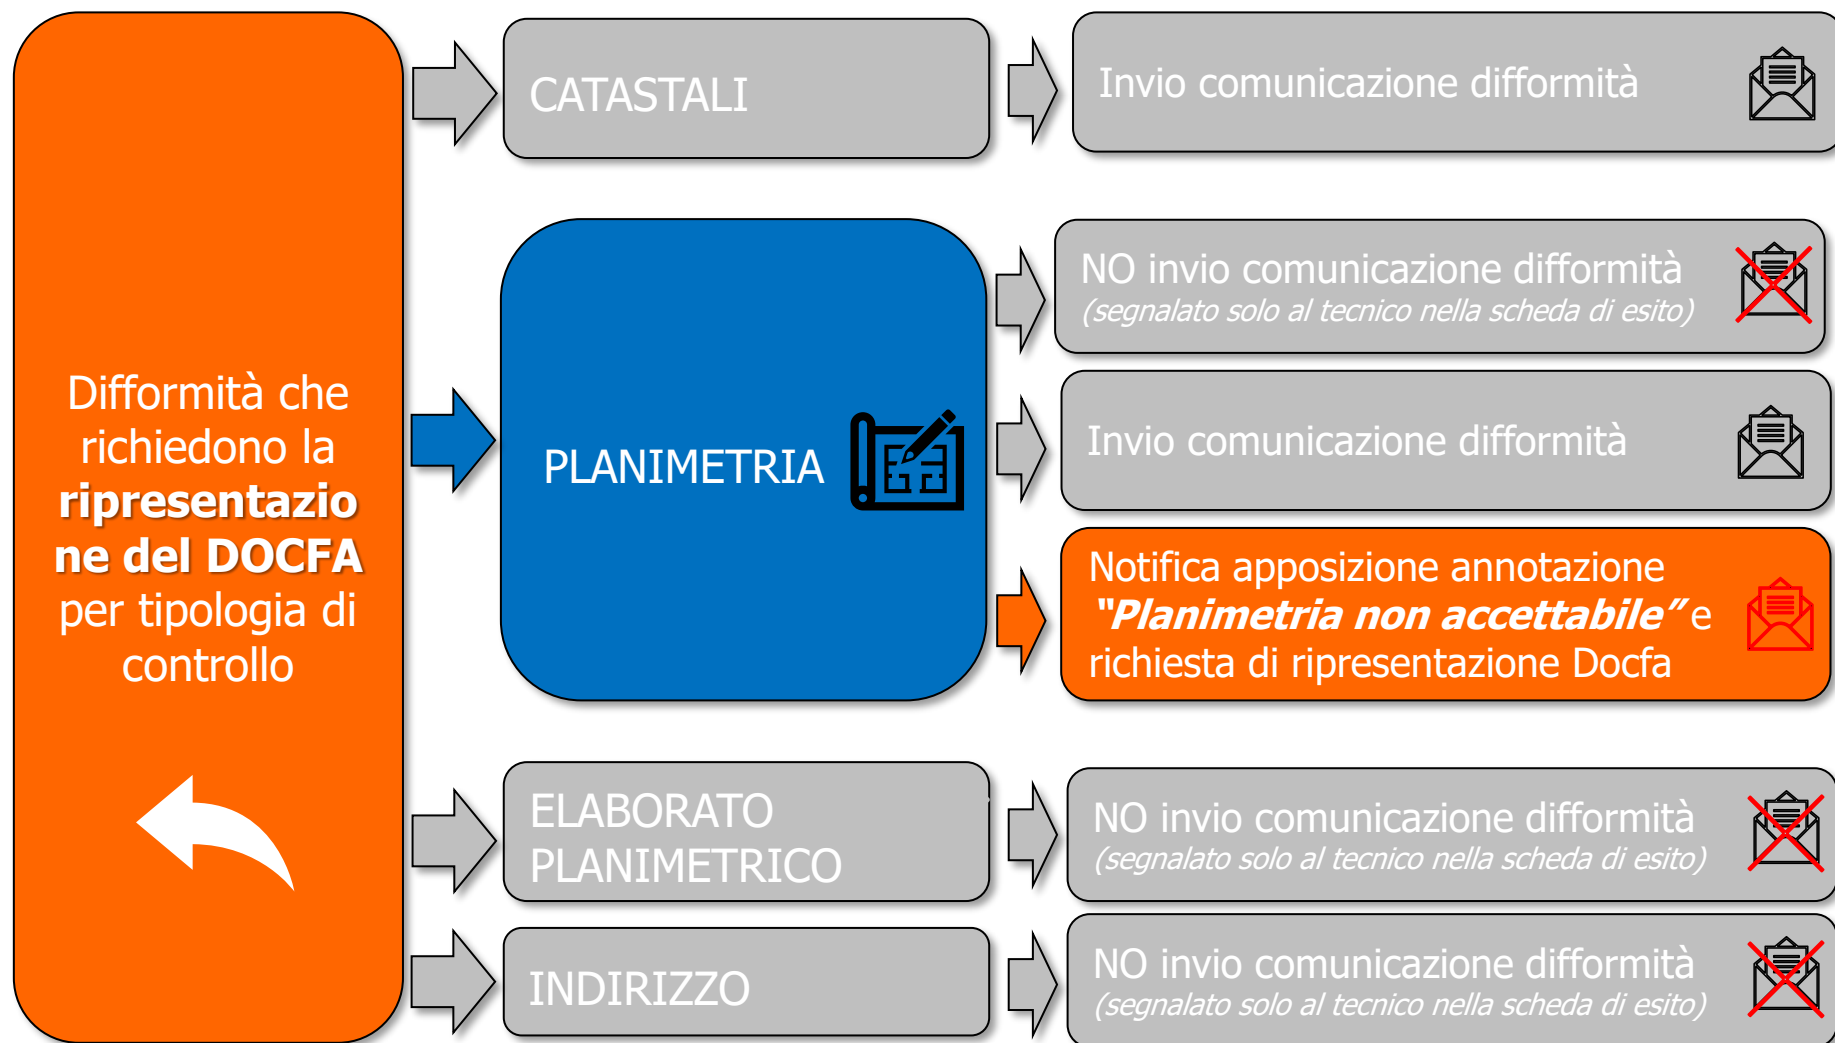 Difformità che
richiedono la
ripresentazio
ne del DOCFA
per tipologia di
controllo
CATASTALI
Invio comunicazione difformità
PLANIMETRIA
NO invio comunicazione difformità
(segnalato solo al tecnico nella scheda di esito)
Invio comunicazione difformità
Notifica apposizione annotazione
“Planimetria non accettabile” e
richiesta di ripresentazione Docfa
ELABORATO
PLANIMETRICO
NO invio comunicazione difformità
(segnalato solo al tecnico nella scheda di esito)
INDIRIZZO
NO invio comunicazione difformità
(segnalato solo al tecnico nella scheda di esito)